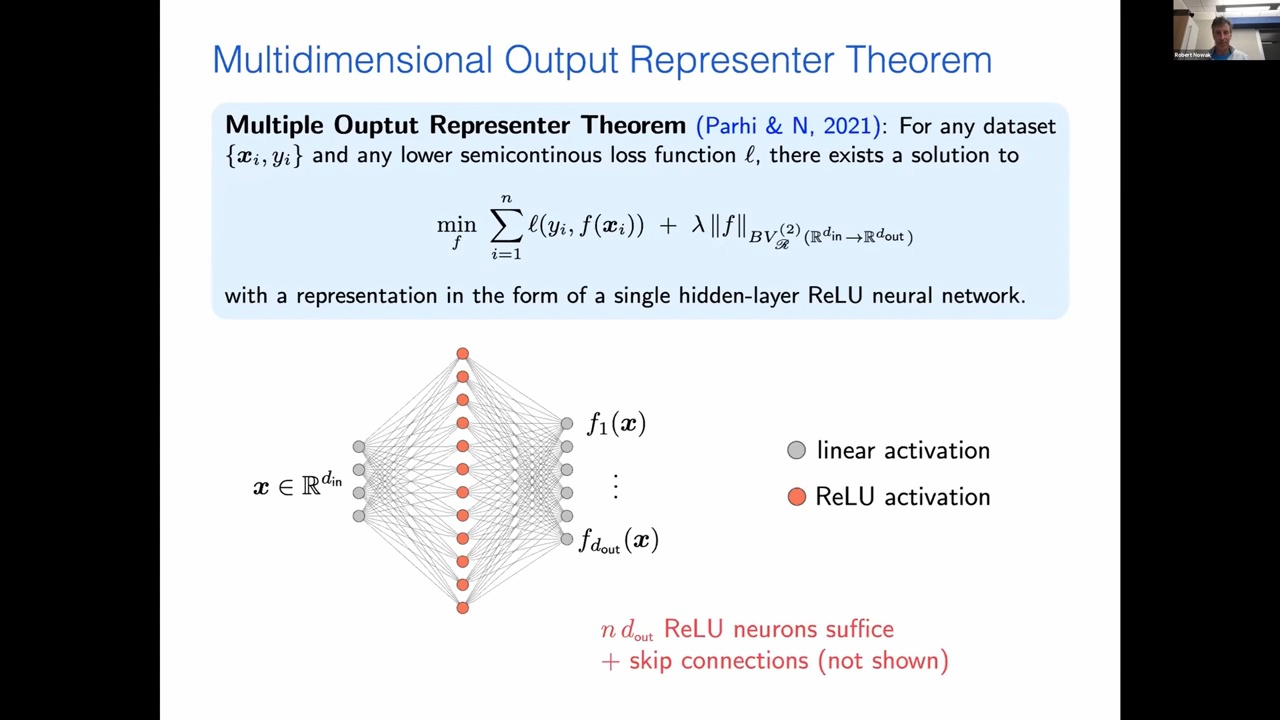 Multidimensional Output Representer Theorem
Robert Nowak
Multiple Ouptut Representer Theorem (Parhi & N, 2021): For any dataset
{𝒙ᵢ, yᵢ} and any lower semicontinous loss function ℓ, there exists a solution to
min_f ∑_{i=1}^{n} ℓ(yᵢ, f(𝒙ᵢ)) + λ ‖f‖_{BV_ℛ^{(2)}(ℝ^{d_in}→ℝ^{d_out})}
with a representation in the form of a single hidden-layer ReLU neural network.
f₁(𝒙)
𝒙 ∈ ℝ^{d_in}
⋮
f_{d_out}(𝒙)
linear activation
ReLU activation
n d_out ReLU neurons suffice
+ skip connections (not shown)